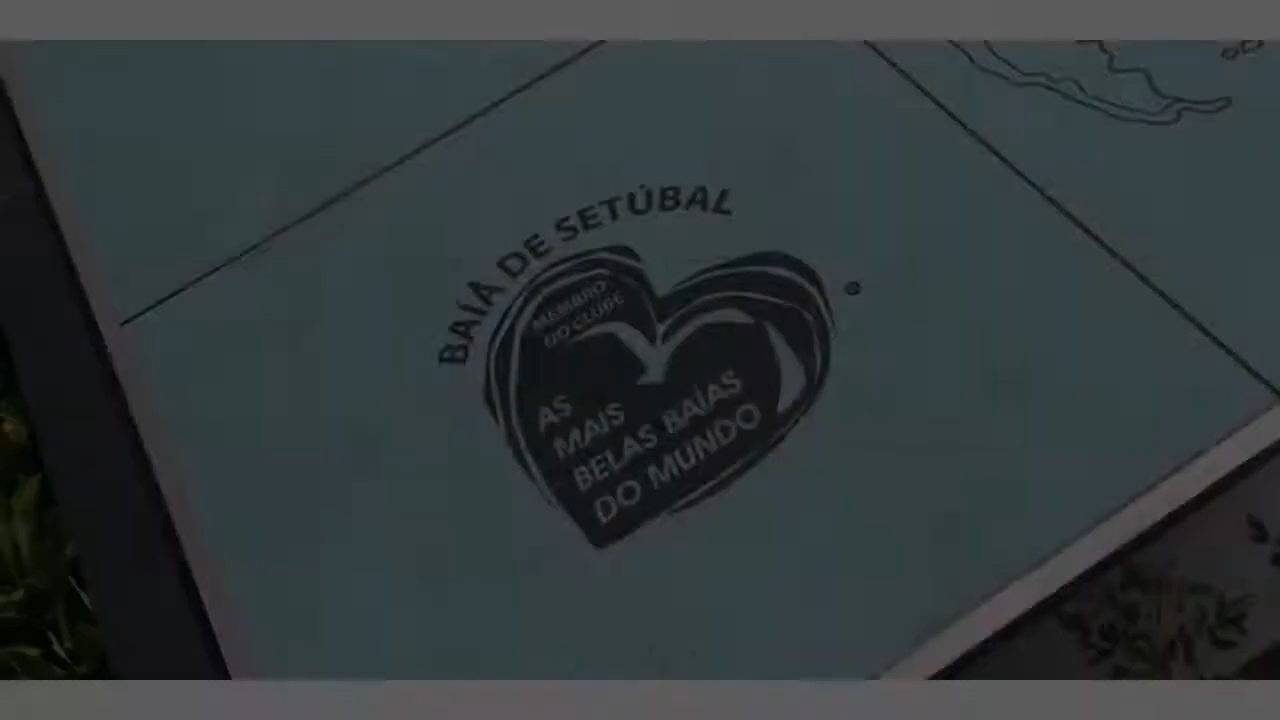 BAÍA DE SETÚBAL
MEMBRO
DO CLUBE
AS
MAIS
BELAS BAÍAS
DO MUNDO